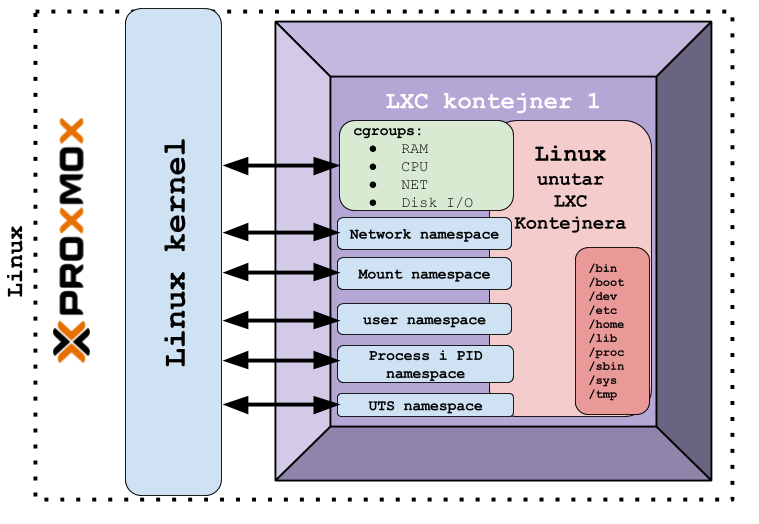 Linux
PROXMOX
Linux kernel
LXC kontejner 1
cgroups:
● RAM
● CPU
● NET
● Disk I/O
Network namespace
Mount namespace
user namespace
Process i PID
namespace
UTS namespace
Linux
unutar
LXC
Kontejnera
/bin
/boot
/dev
/etc
/home
/lib
/proc
/sbin
/sys
/tmp